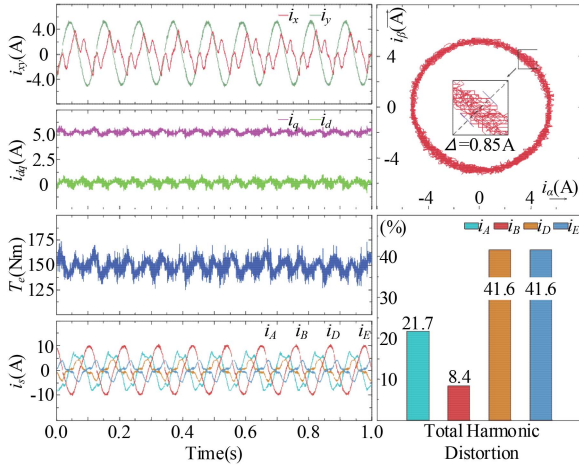 i_x i_y
i_xy(A)
4.0
0
-4.0
i_q i_d
i_dq(A)
5.0
0
T_e(Nm)
175
150
125
i_A i_B i_D i_E
i_s(A)
10
0
-10
0.0 0.2 0.4 0.6 0.8 1.0
Time(s)
i_β(A)
4
0
-4
Δ=0.85A
-4 0 4
i_α(A)
(%)
i_A i_B i_D i_E
40
30
20
10
21.7
8.4
41.6
41.6
Total Harmonic
Distortion